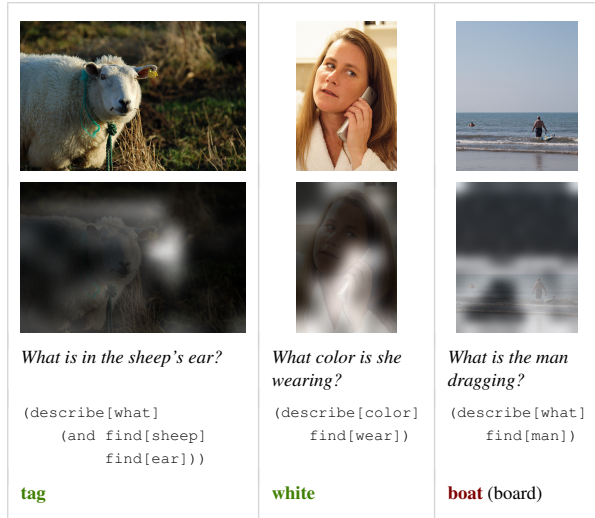 What is in the sheep's ear?
(describe[what]
(and find[sheep]
find[ear]))
tag
What color is she
wearing?
(describe[color]
find[wear])
white
What is the man
dragging?
(describe[what]
find[man])
boat (board)